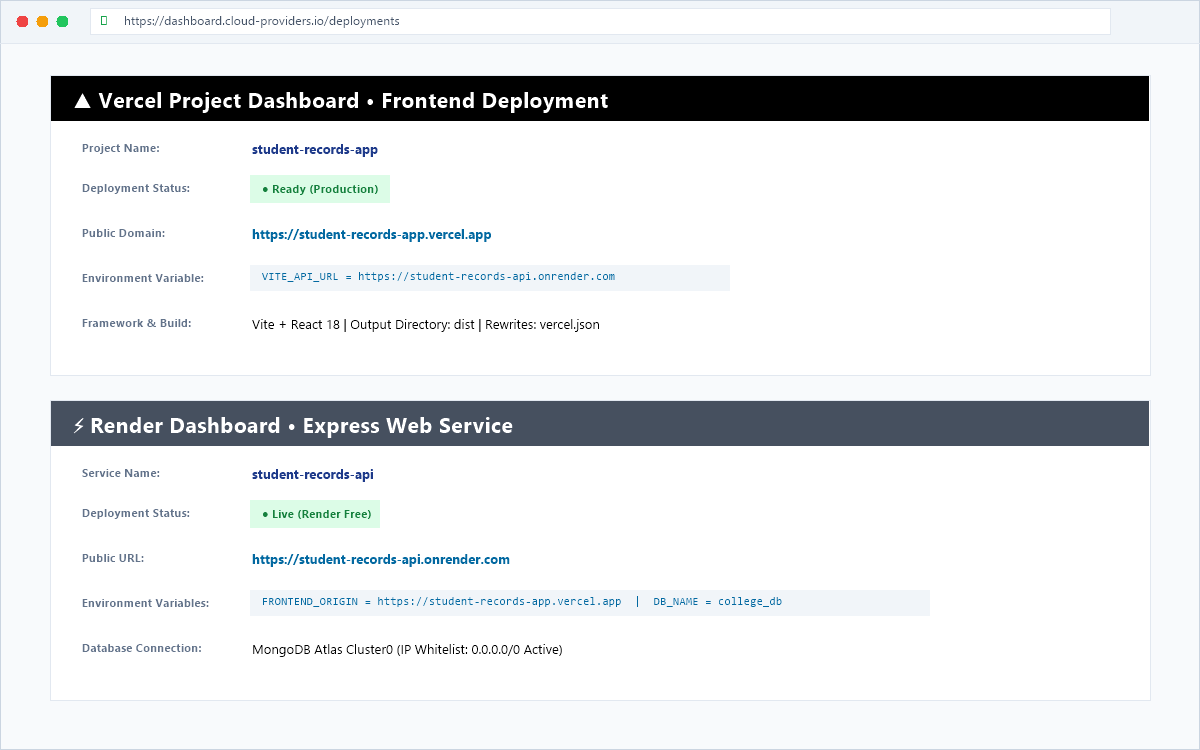 https://dashboard.cloud-providers.io/deployments
▲ Vercel Project Dashboard • Frontend Deployment
Project Name: student-records-app
Deployment Status: ● Ready (Production)
Public Domain: https://student-records-app.vercel.app
Environment Variable: VITE_API_URL = https://student-records-api.onrender.com
Framework & Build: Vite + React 18 | Output Directory: dist | Rewrites: vercel.json
⚡ Render Dashboard • Express Web Service
Service Name: student-records-api
Deployment Status: ● Live (Render Free)
Public URL: https://student-records-api.onrender.com
Environment Variables: FRONTEND_ORIGIN = https://student-records-app.vercel.app | DB_NAME = college_db
Database Connection: MongoDB Atlas Cluster0 (IP Whitelist: 0.0.0.0/0 Active)